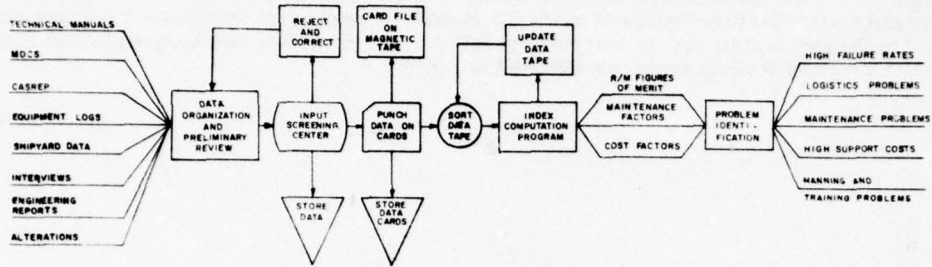 TECHNICAL MANUALS
MDCS
CASREP
EQUIPMENT LOGS
SHIPYARD DATA
INTERVIEWS
ENGINEERING
REPORTS
ALTERATIONS
DATA
ORGANIZATION
AND
PRELIMINARY
REVIEW
REJECT
AND
CORRECT
INPUT
SCREENING
CENTER
STORE
DATA
CARD FILE
ON
MAGNETIC
TAPE
PUNCH
DATA ON
CARDS
STORE
DATA
CARDS
SORT
DATA
TAPE
UPDATE
DATA
TAPE
INDEX
COMPUTATION
PROGRAM
R/M FIGURES
OF MERIT
MAINTENANCE
FACTORS
COST FACTORS
PROBLEM
IDENTI-
FICATION
HIGH FAILURE RATES
LOGISTICS PROBLEMS
MAINTENANCE PROBLEMS
HIGH SUPPORT COSTS
MANNING AND
TRAINING PROBLEMS